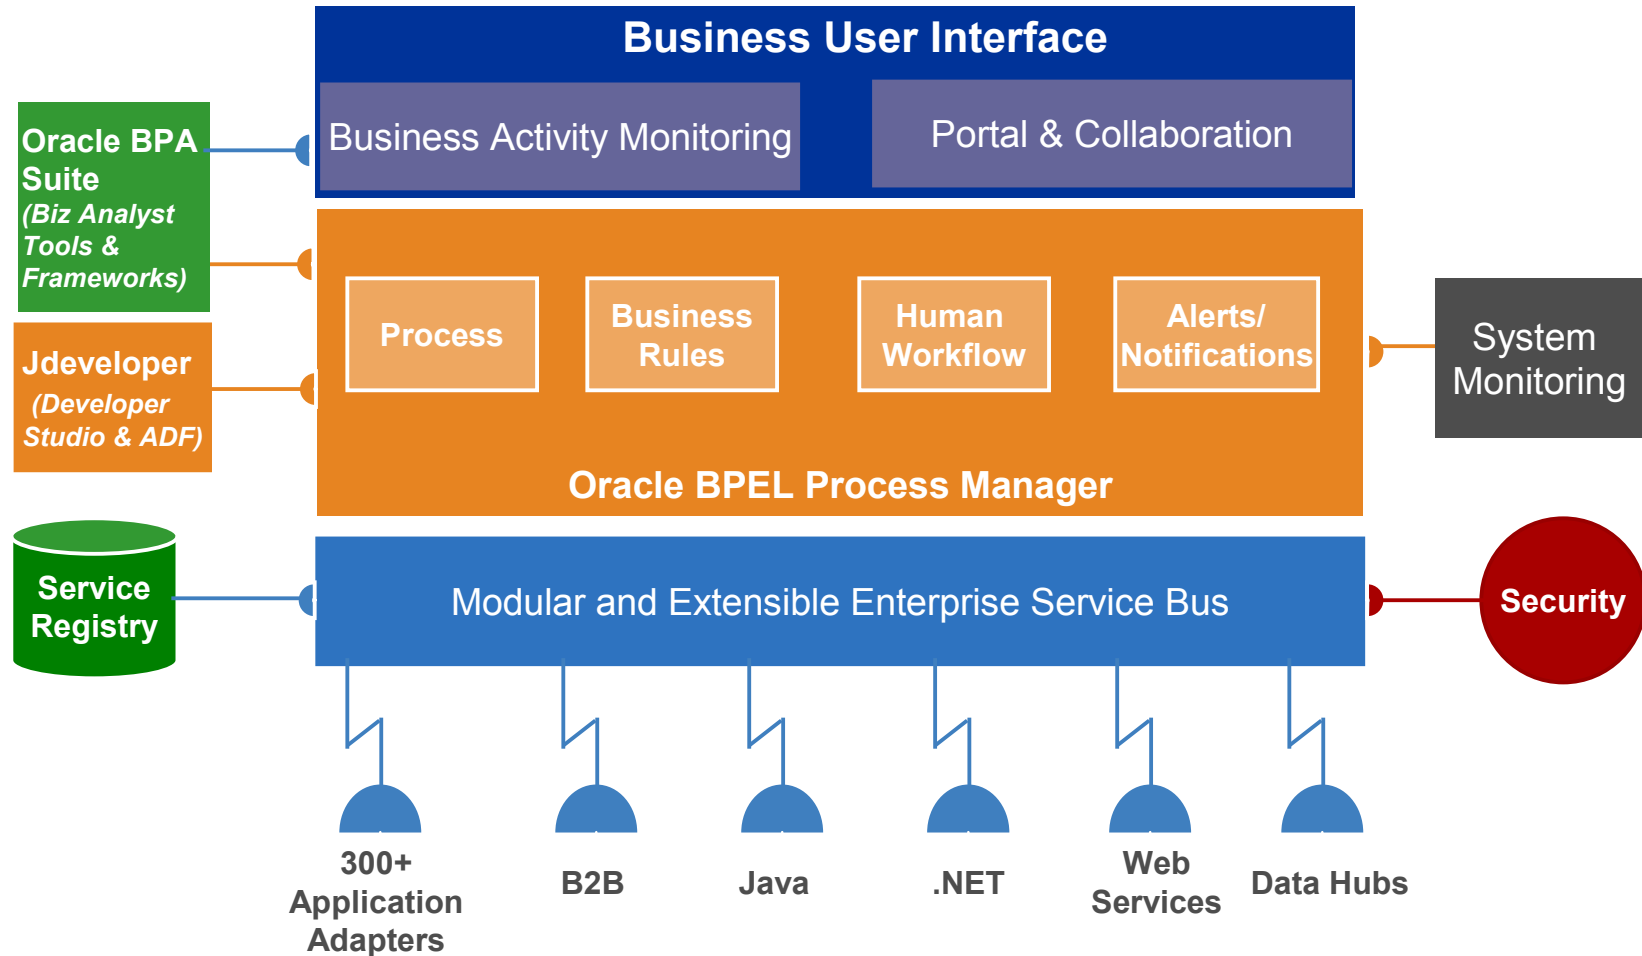 Business User Interface
Business Activity Monitoring
Portal & Collaboration
Oracle BPA
Suite
(Biz Analyst
Tools &
Frameworks)
Jdeveloper
(Developer
Studio & ADF)
Process
Business
Rules
Human
Workflow
Alerts/
Notifications
Oracle BPEL Process Manager
System
Monitoring
Service
Registry
Modular and Extensible Enterprise Service Bus
Security
300+
Application
Adapters
B2B
Java
.NET
Web
Services
Data Hubs